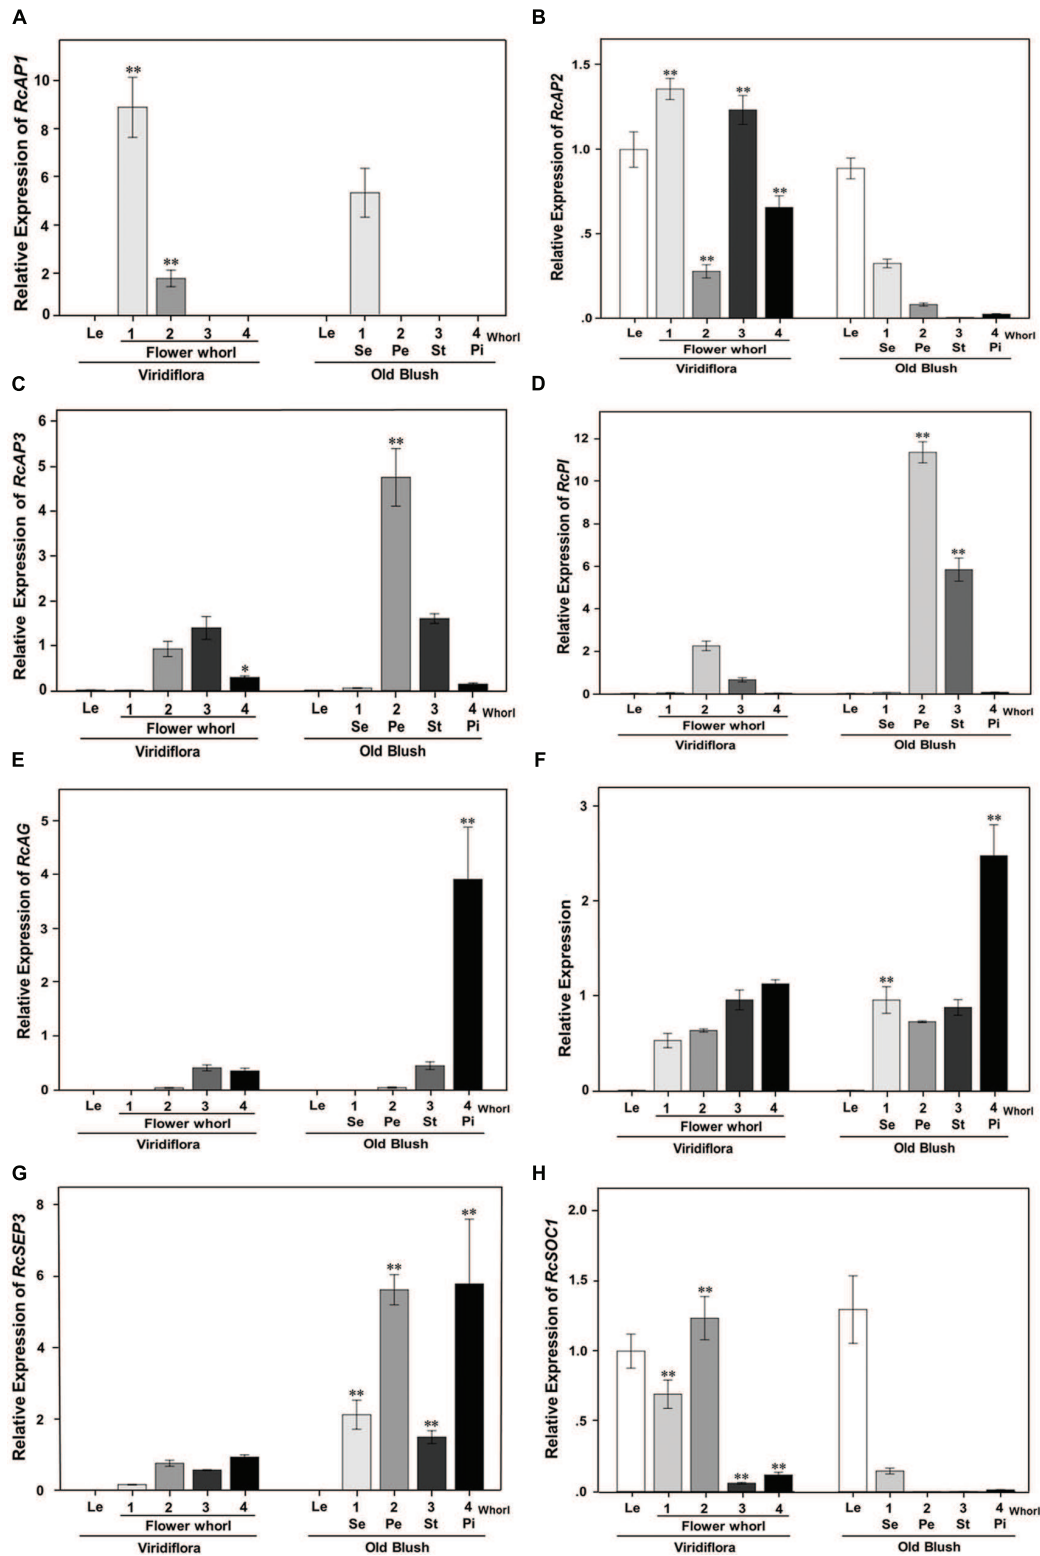 A
Relative Expression of RcAP1
10
8
6
4
2
0
**
**
Le 1 2 3 4 Le 1 2 3 4 Whorl
Flower whorl Se Pe St Pi
Viridiflora Old Blush
B
Relative Expression of RcAP2
1.5
1.0
.5
.0
**
**
**
**
Le 1 2 3 4 Le 1 2 3 4 Whorl
Flower whorl Se Pe St Pi
Viridiflora Old Blush
C
Relative Expression of RcAP3
6
5
4
3
2
1
0
**
*
Le 1 2 3 4 Le 1 2 3 4 Whorl
Flower whorl Se Pe St Pi
Viridiflora Old Blush
D
Relative Expression of RcPI
12
10
8
6
4
2
0
**
**
Le 1 2 3 4 Le 1 2 3 4 Whorl
Flower whorl Se Pe St Pi
Viridiflora Old Blush
E
Relative Expression of RcAG
5
4
3
2
1
0
**
Le 1 2 3 4 Le 1 2 3 4 Whorl
Flower whorl Se Pe St Pi
Viridiflora Old Blush
F
Relative Expression
3
2
1
0
**
**
Le 1 2 3 4 Le 1 2 3 4 Whorl
Flower whorl Se Pe St Pi
Viridiflora Old Blush
G
Relative Expression of RcSEP3
8
6
4
2
0
**
**
**
**
Le 1 2 3 4 Le 1 2 3 4 Whorl
Flower whorl Se Pe St Pi
Viridiflora Old Blush
H
Relative Expression of RcSOC1
2.0
1.5
1.0
.5
.0
**
**
**
**
Le 1 2 3 4 Le 1 2 3 4 Whorl
Flower whorl Se Pe St Pi
Viridiflora Old Blush